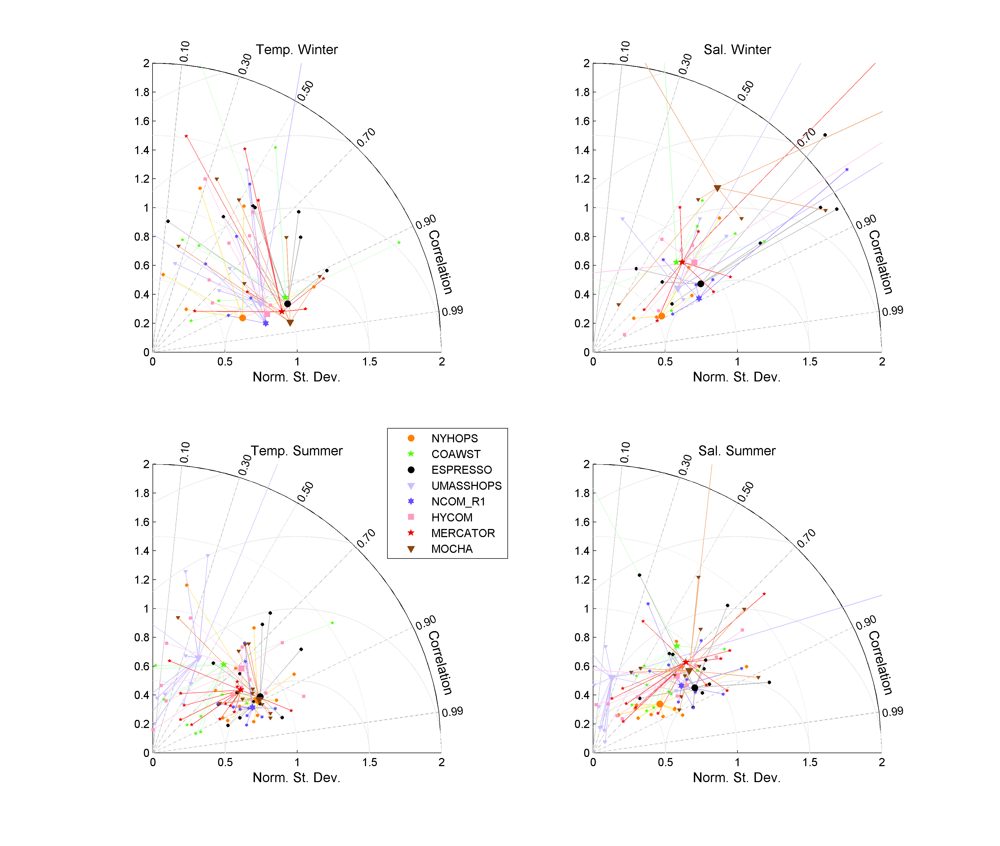 Temp. Winter
0.10
0.30
0.50
0.70
0.90
0.99
Correlation
2
1.8
1.6
1.4
1.2
1
0.8
0.6
0.4
0.2
0
0 0.5 1 1.5 2
Norm. St. Dev.
Sal. Winter
0.10
0.30
0.50
0.70
0.90
0.99
Correlation
2
1.8
1.6
1.4
1.2
1
0.8
0.6
0.4
0.2
0
0 0.5 1 1.5 2
Norm. St. Dev.
NYHOPS
COAWST
ESPRESSO
UMASSHOPS
NCOM_R1
HYCOM
MERCATOR
MOCHA
Temp. Summer
0.10
0.30
0.50
0.70
0.90
0.99
Correlation
2
1.8
1.6
1.4
1.2
1
0.8
0.6
0.4
0.2
0
0 0.5 1 1.5 2
Norm. St. Dev.
Sal. Summer
0.10
0.30
0.50
0.70
0.90
0.99
Correlation
2
1.8
1.6
1.4
1.2
1
0.8
0.6
0.4
0.2
0
0 0.5 1 1.5 2
Norm. St. Dev.